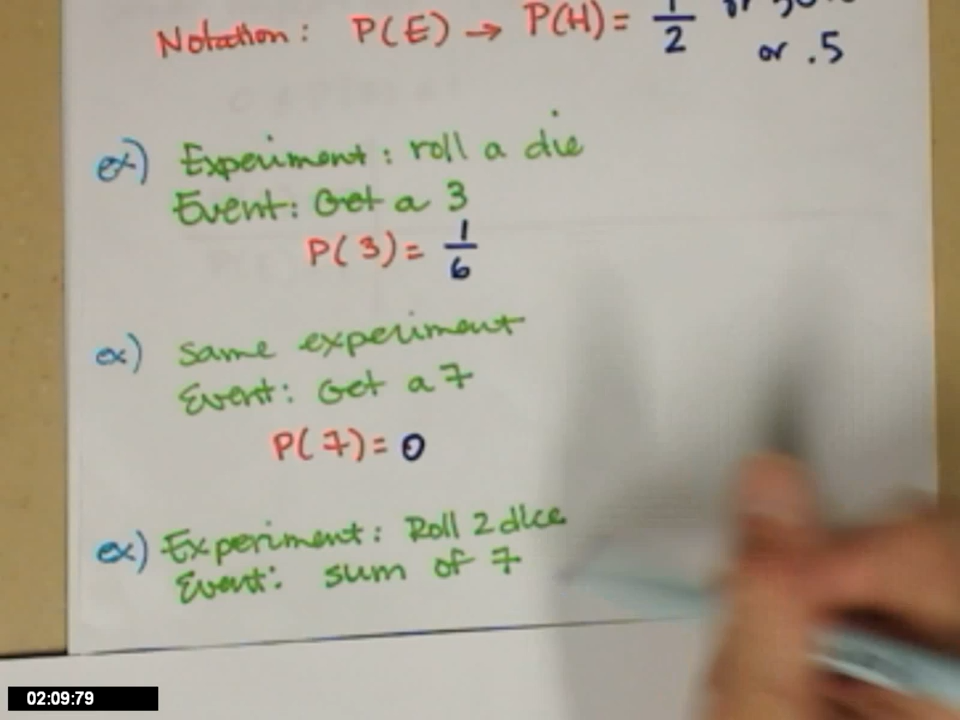 Notation: P(E) → P(H) = 1/2 or
or .5
ex) Experiment: roll a die
Event: Get a 3
P(3) = 1/6
ex) same experiment
Event: Get a 7
P(7) = 0
ex) Experiment: Roll 2 dice
Event: sum of 7
02:09:79